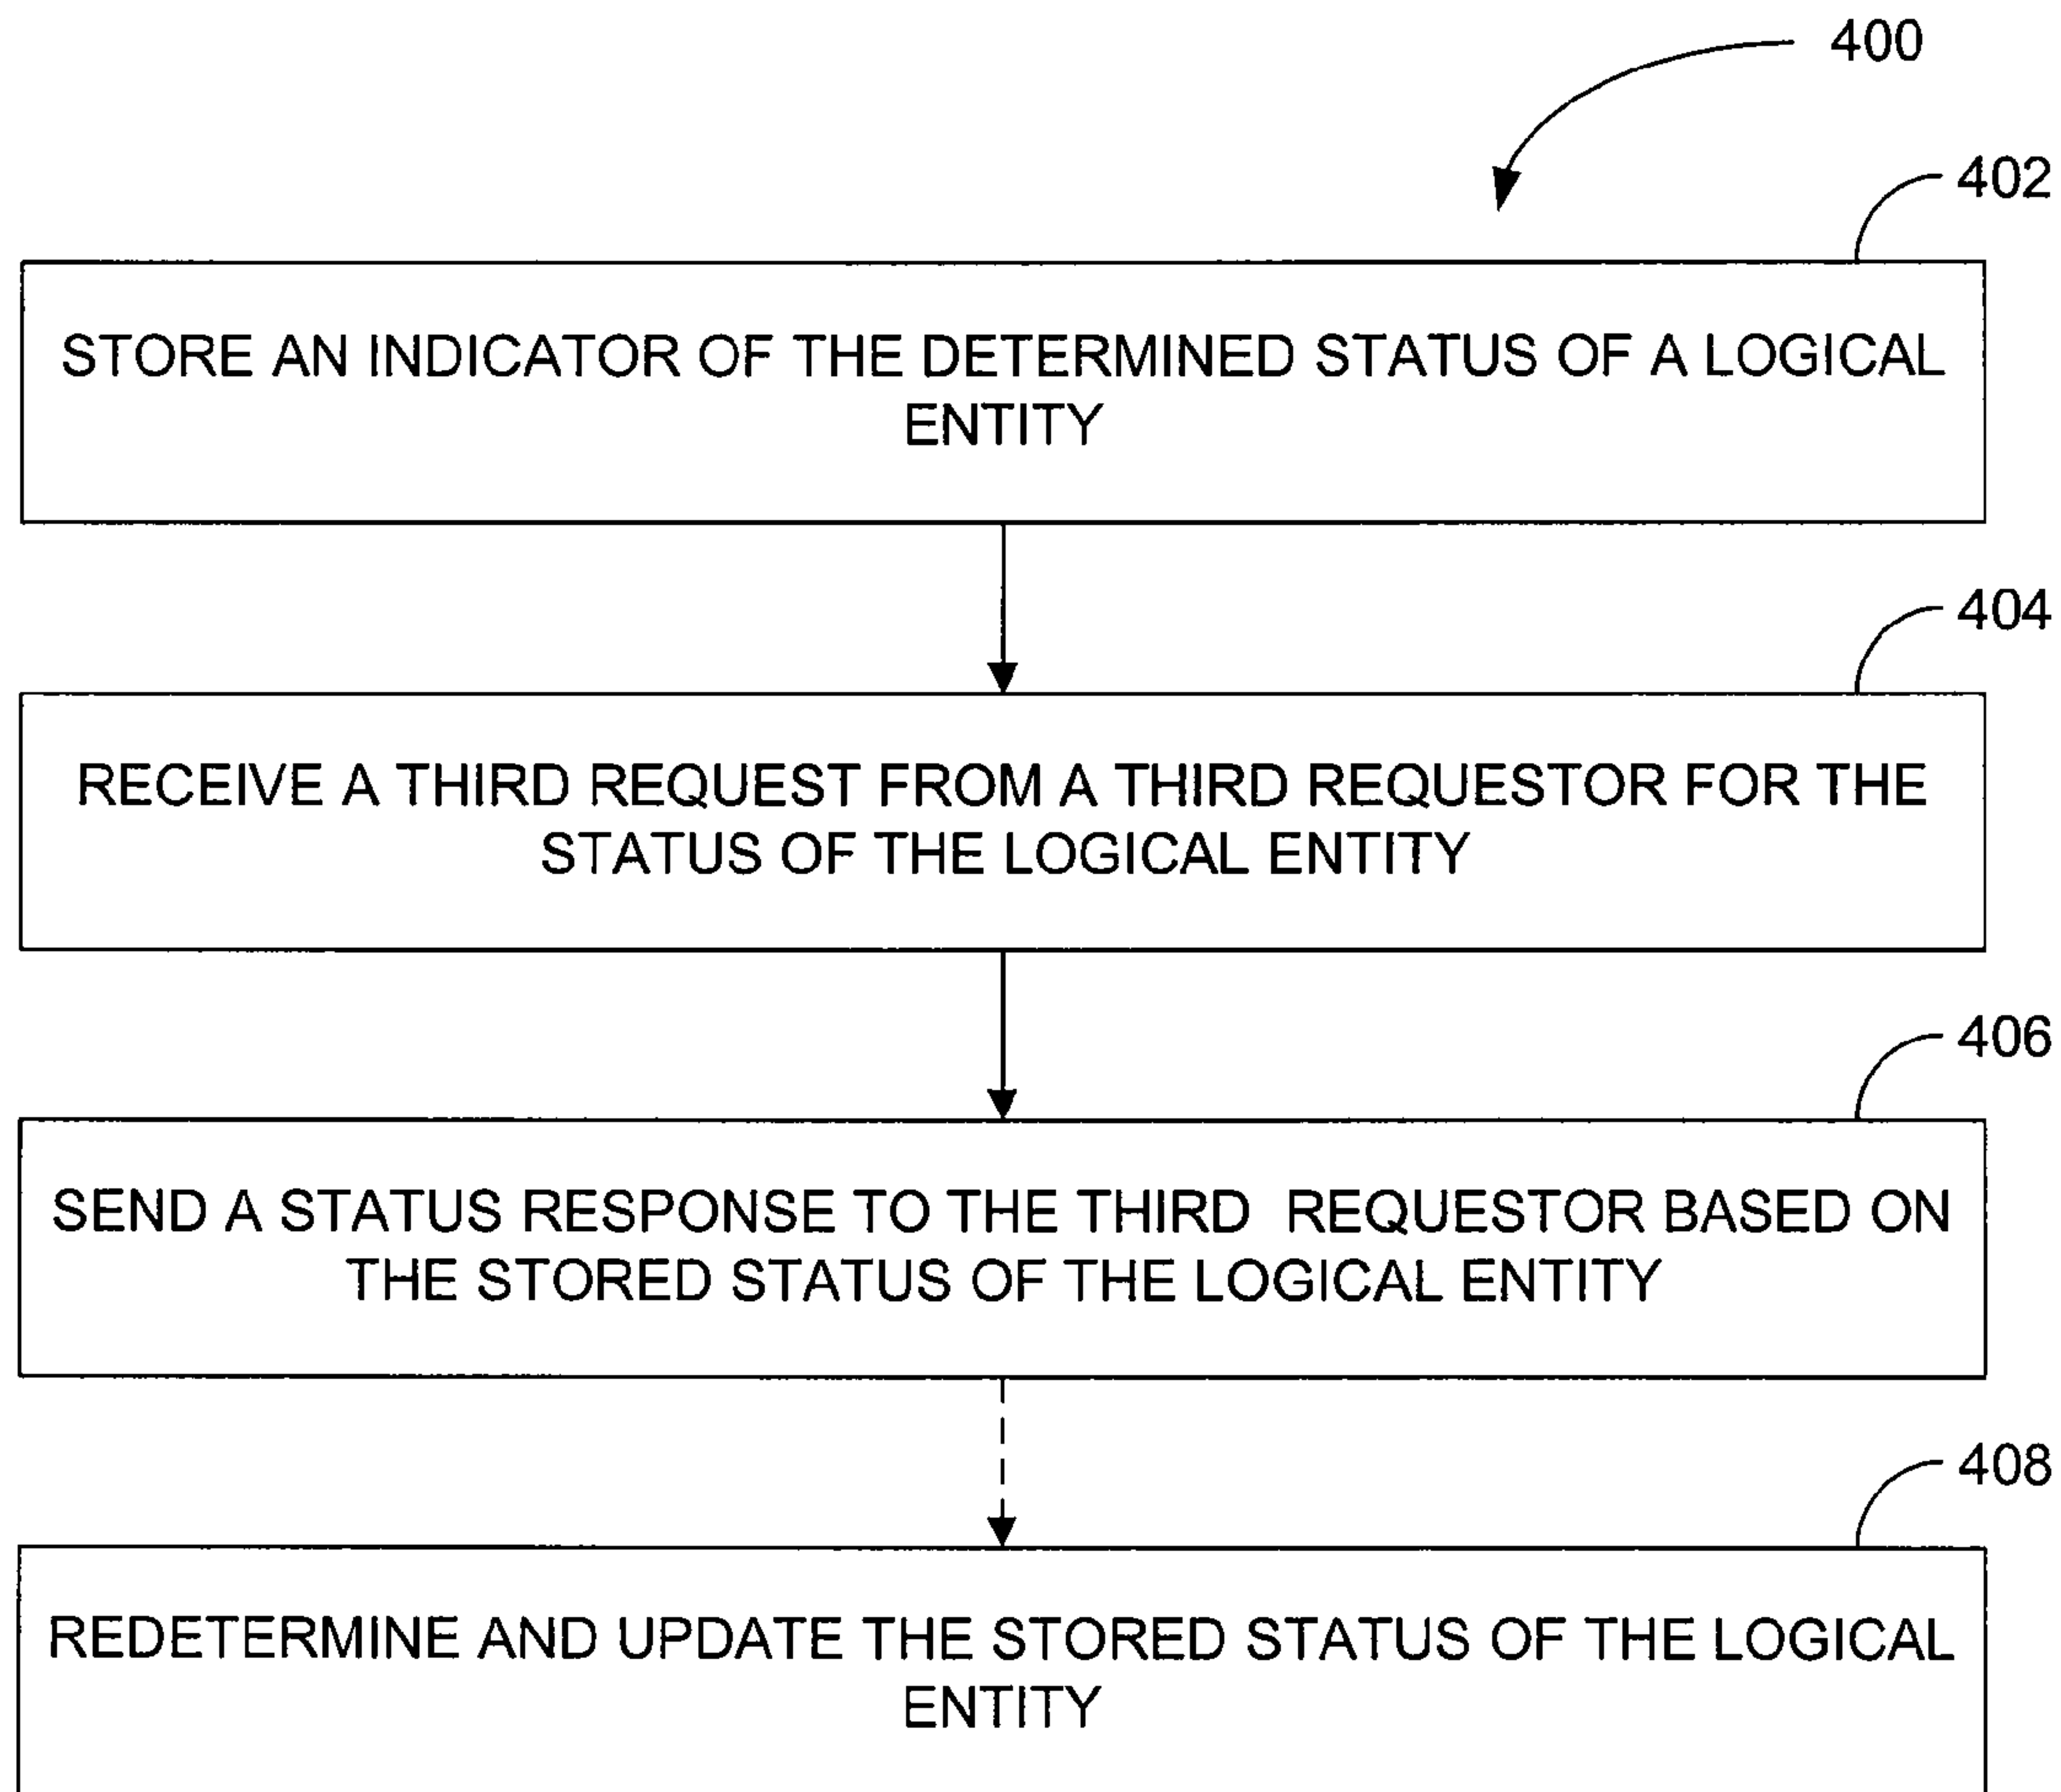 400
402
STORE AN INDICATOR OF THE DETERMINED STATUS OF A LOGICAL
ENTITY
404
RECEIVE A THIRD REQUEST FROM A THIRD REQUESTOR FOR THE
STATUS OF THE LOGICAL ENTITY
406
SEND A STATUS RESPONSE TO THE THIRD REQUESTOR BASED ON
THE STORED STATUS OF THE LOGICAL ENTITY
408
REDETERMINE AND UPDATE THE STORED STATUS OF THE LOGICAL
ENTITY